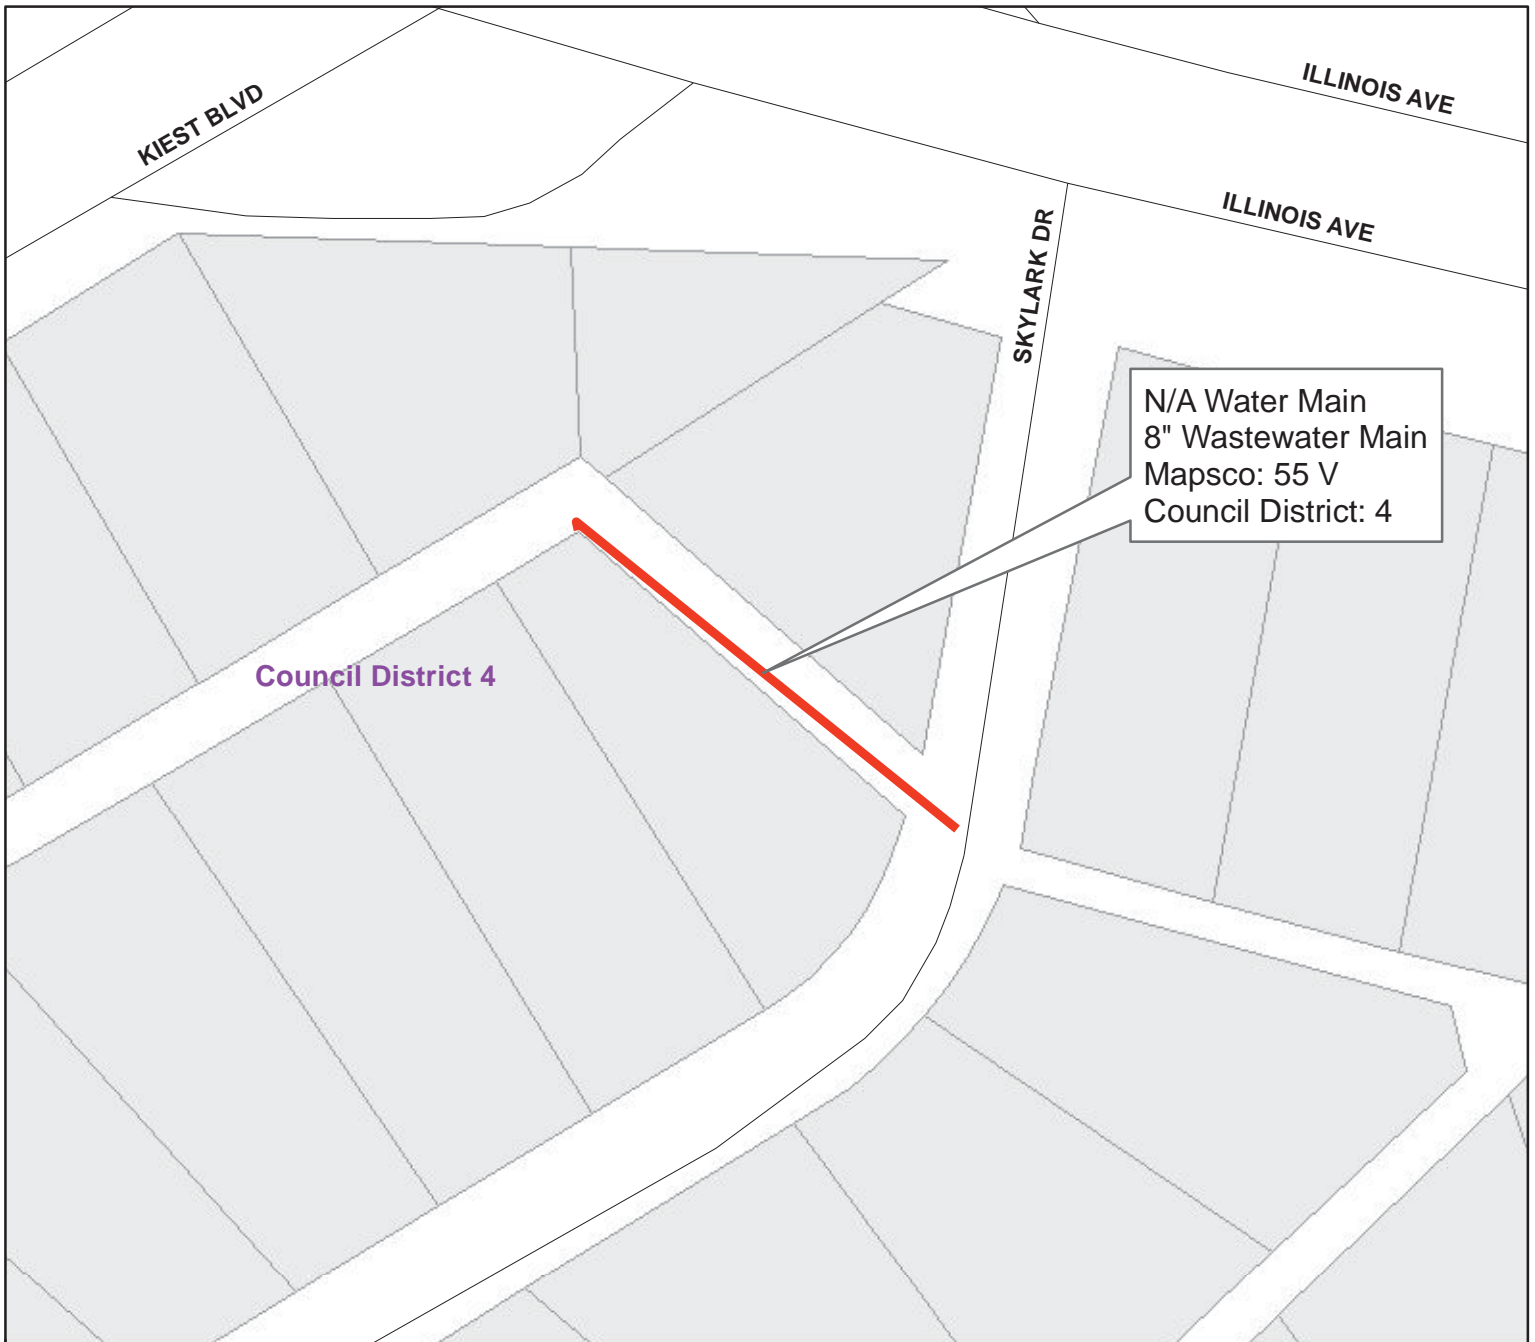 ILLINOIS AVE
KIEST BLVD
ILLINOIS AVE
SKYLARK DR
N/A Water Main
8" Wastewater Main
Mapsco: 55 V
Council District: 4
Council District 4